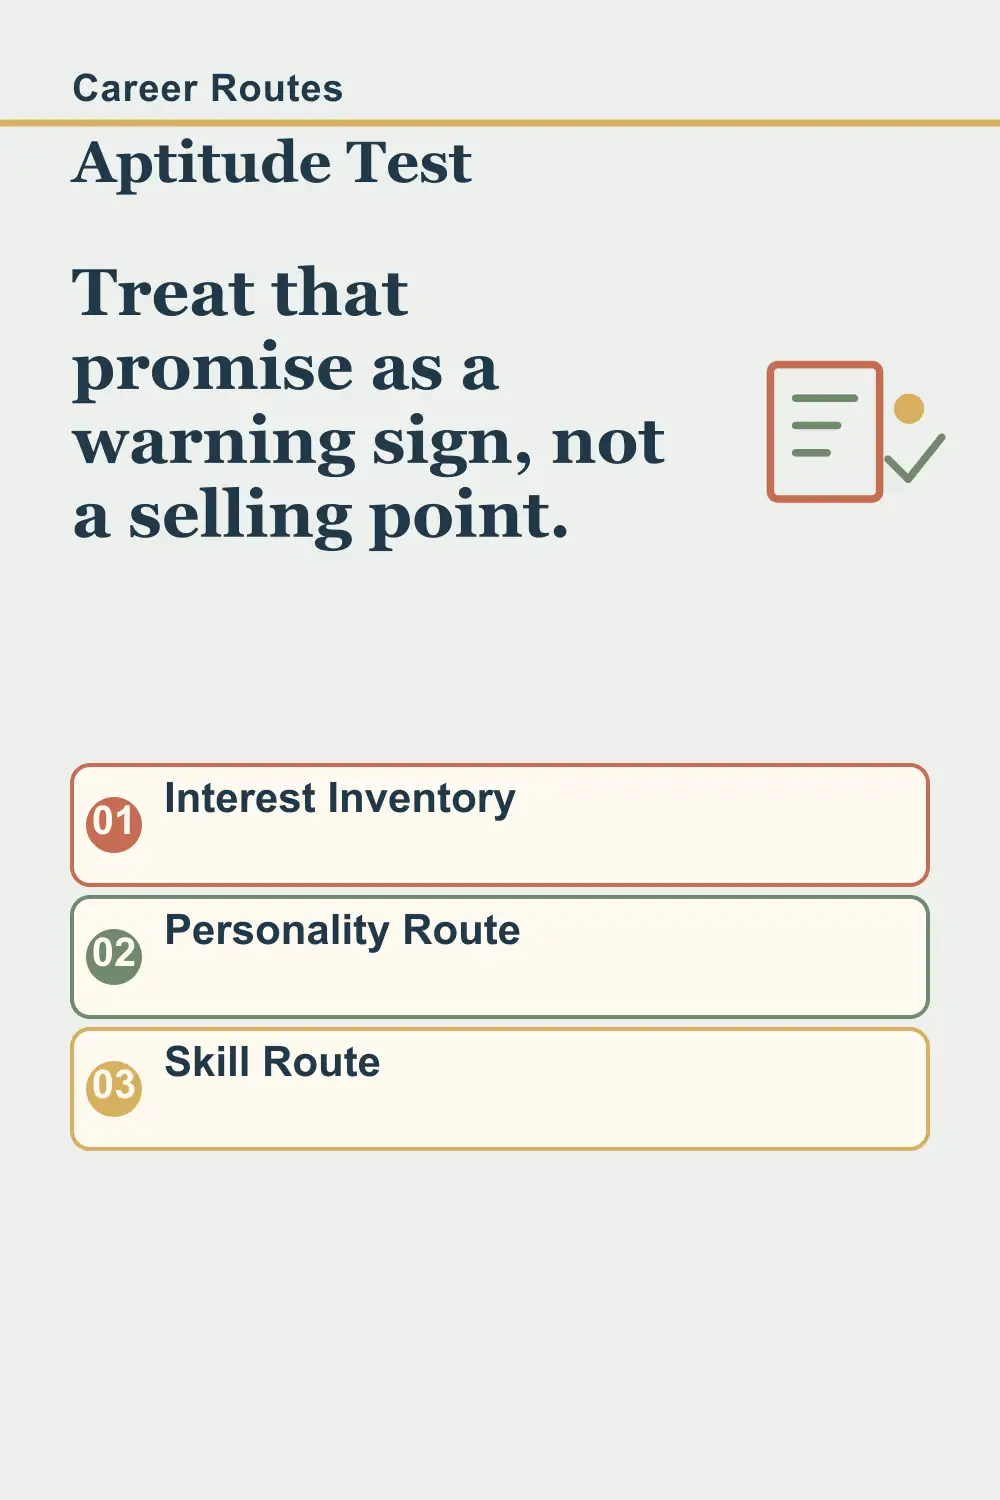 Career Routes
Aptitude Test
Treat that
promise as a
warning sign, not
a selling point.
01
Interest Inventory
02
Personality Route
03
Skill Route